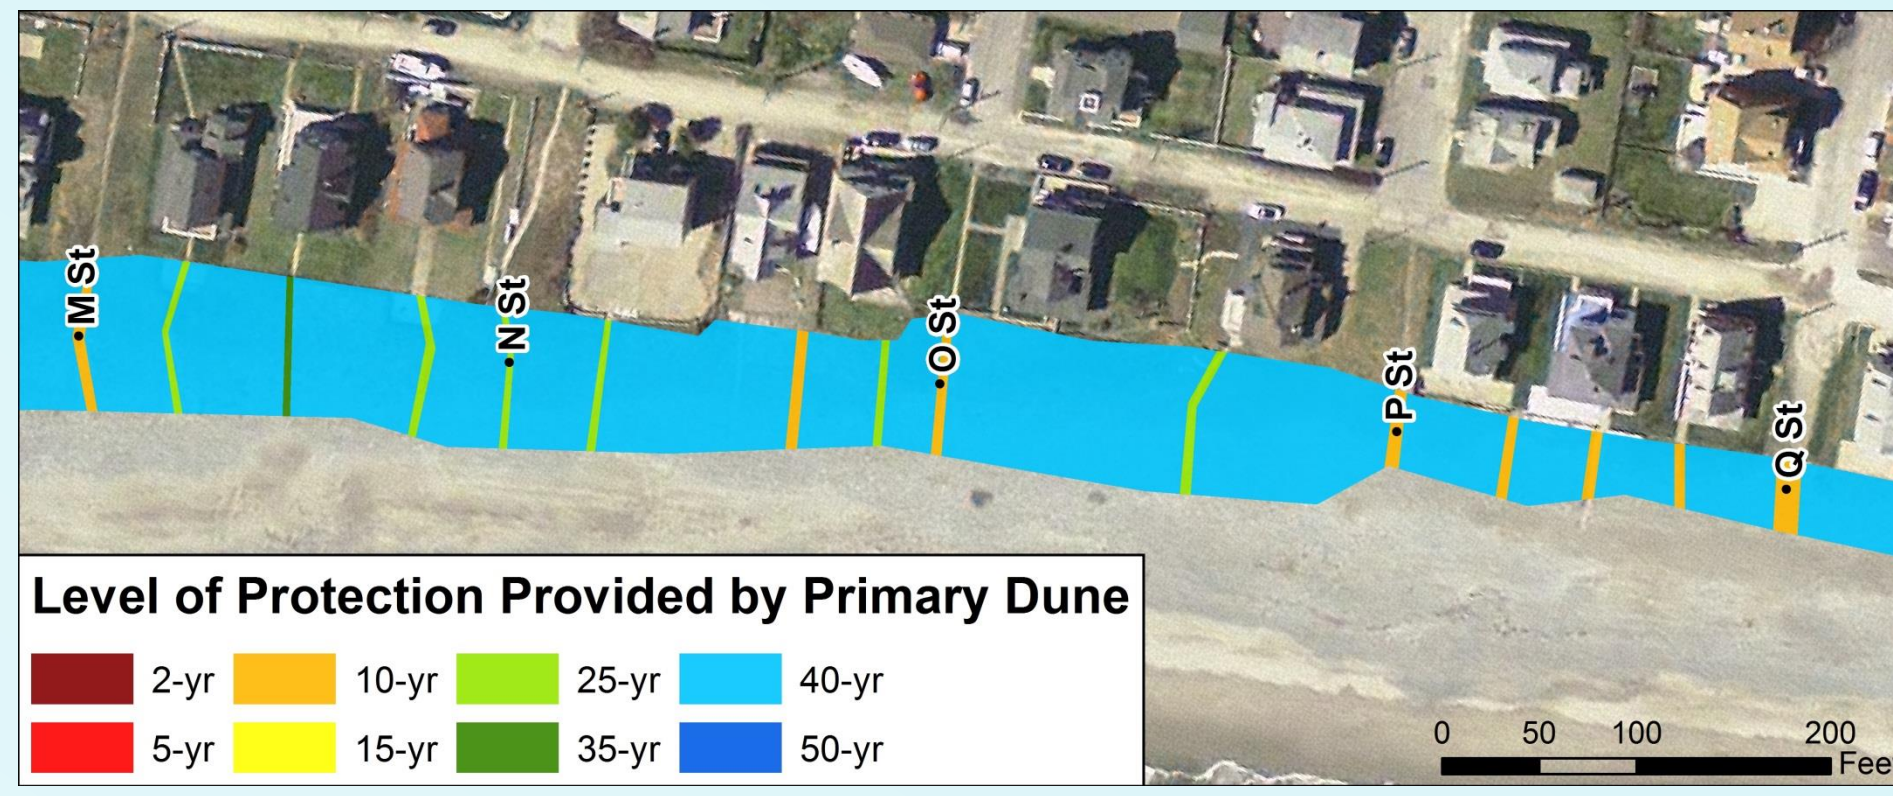 M St
N St
O St
P St
Q St
Level of Protection Provided by Primary Dune
2-yr 10-yr 25-yr 40-yr
5-yr 15-yr 35-yr 50-yr
0 50 100 200
Fee